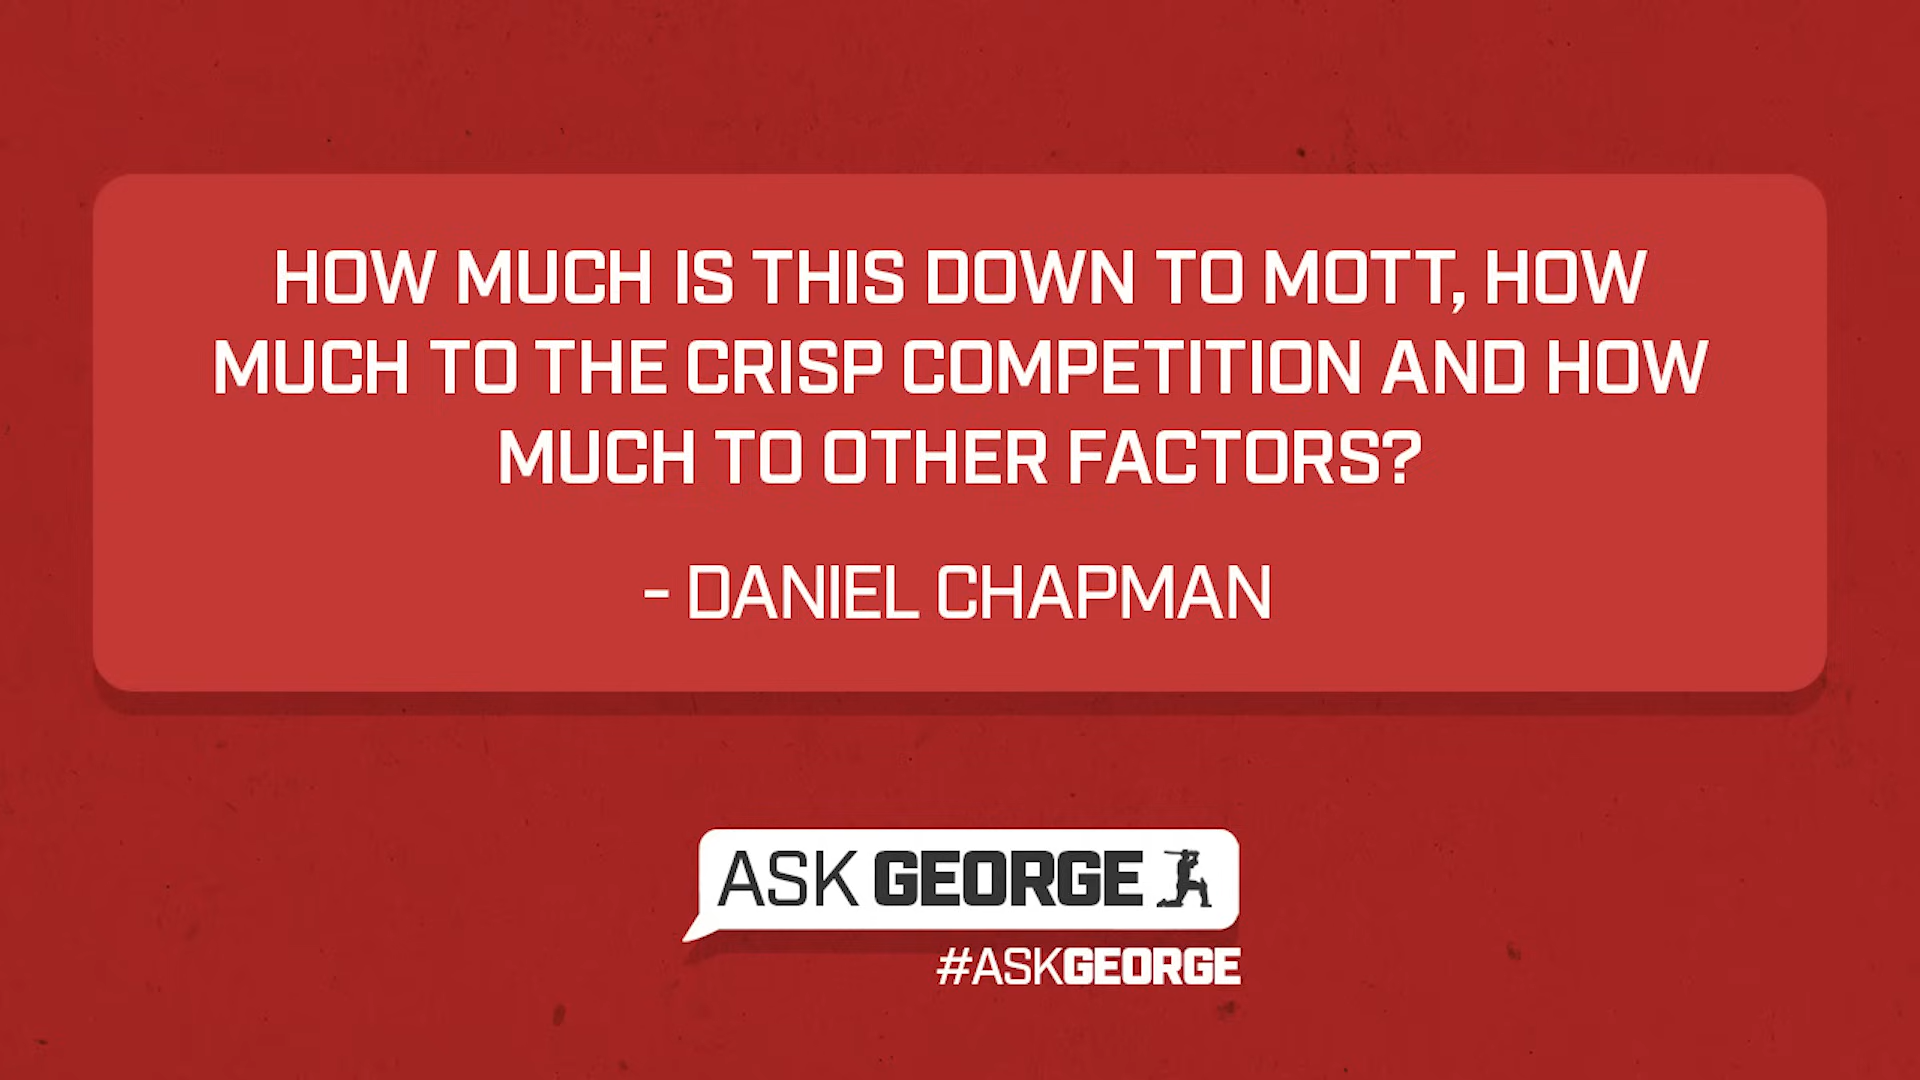 HOW MUCH IS THIS DOWN TO MOTT, HOW
MUCH TO THE CRISP COMPETITION AND HOW
MUCH TO OTHER FACTORS?
- DANIEL CHAPMAN
ASK GEORGE
#ASKGEORGE